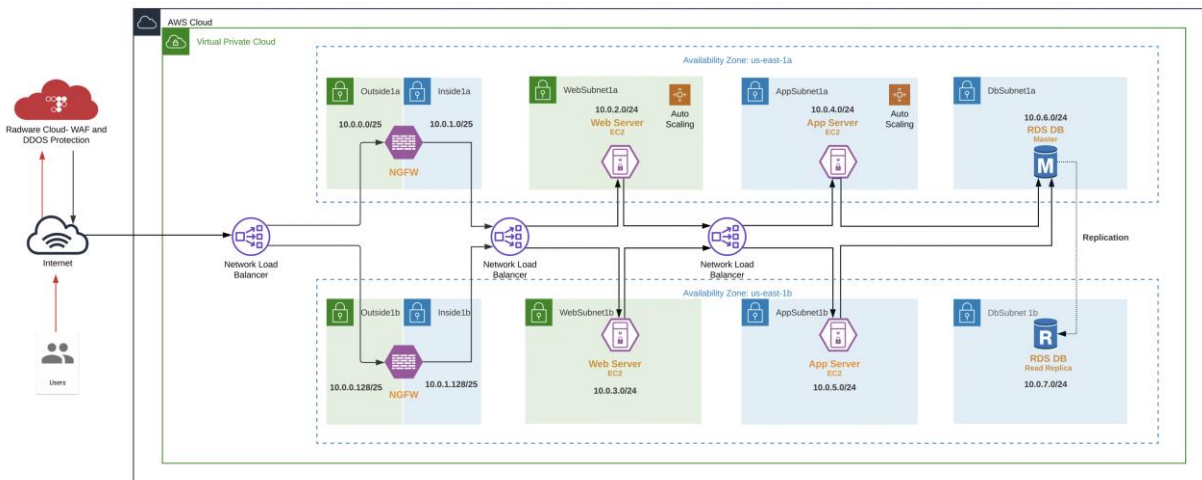 AWS Cloud
Virtual Private Cloud
Availability Zone: us-east-1a
Outside1a
Inside1a
10.0.0.0/25
10.0.1.0/25
NGFW
WebSubnet1a
10.0.2.0/24
Web Server
EC2
Auto
Scaling
AppSubnet1a
10.0.4.0/24
App Server
EC2
Auto
Scaling
DbSubnet1a
10.0.6.0/24
RDS DB
Master
M
Radware Cloud- WAF and
DDOS Protection
Internet
Users
Network Load
Balancer
Network Load
Balancer
Network Load
Balancer
Replication
Availability Zone: us-east-1b
Outside1b
Inside1b
10.0.0.128/25
10.0.1.128/25
NGFW
WebSubnet1b
Web Server
EC2
10.0.3.0/24
AppSubnet1b
App Server
EC2
10.0.5.0/24
DbSubnet 1b
R
RDS DB
Read Replica
10.0.7.0/24